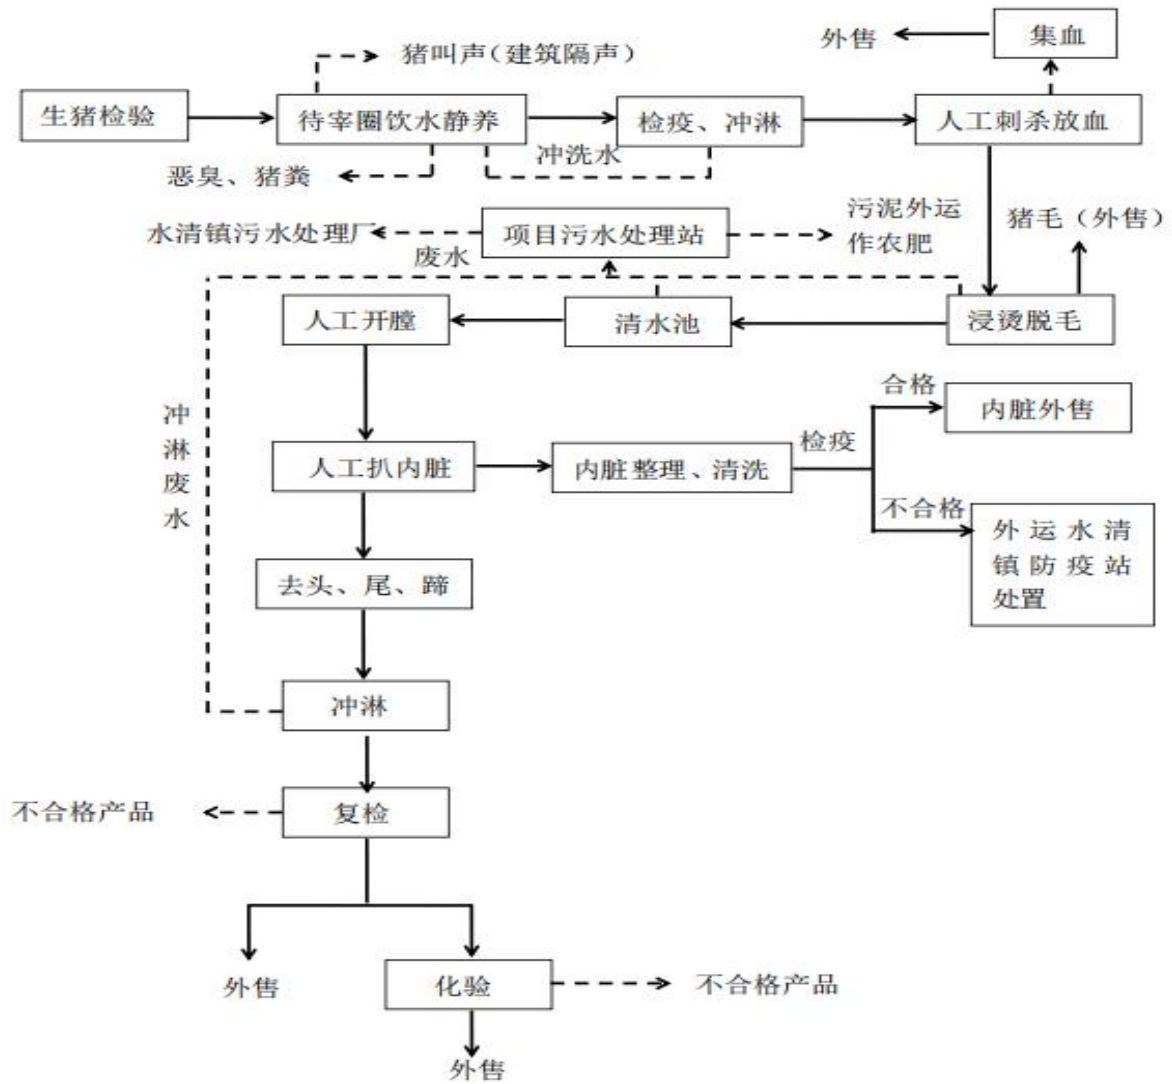 外售
集血
猪叫声(建筑隔声)
生猪检验
待宰圈饮水静养
检疫、冲淋
人工刺杀放血
冲洗水
恶臭、猪粪
水清镇污水处理厂
项目污水处理站
污泥外运
作农肥
猪毛（外售）
废水
人工开膛
清水池
浸烫脱毛
冲
淋
废
水
合格
内脏外售
检疫
人工扒内脏
内脏整理、清洗
不合格
外运水清
镇防疫站
处置
去头、尾、蹄
冲淋
不合格产品
复检
外售
化验
不合格产品
外售